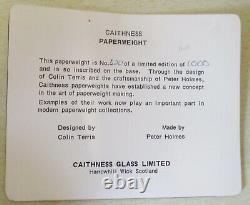 CAITHNESS
PAPERWEIGHT
This paperweight is No. of a limited edition of 1000
and is so inscribed on the base. Through the design
of Colin Terris and the craftsmanship of Peter Holmes,
Caithness paperweights have established a new concept
in the art of paperweight making.
Examples of their work now play an important part in
modern paperweight collections.
Designed by Made by
Colin Terris Peter Holmes
CAITHNESS GLASS LIMITED
Harrowhill Wick Scotland